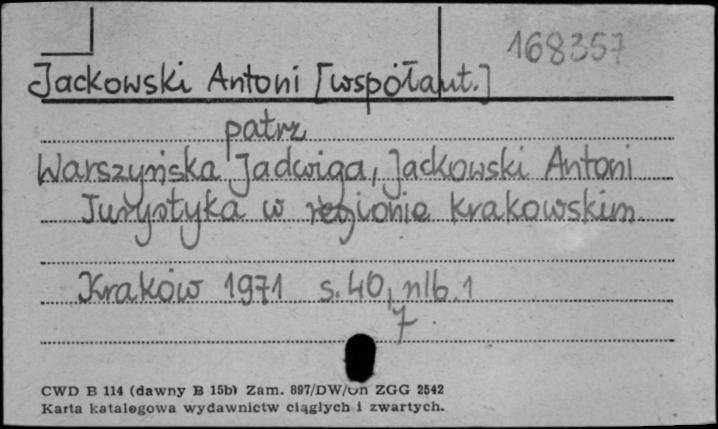 168357
Jackowski Antoni [współaut.]
patrz
Warszyńska Jadwiga, Jackowski Antoni
Turystyka w regionie krakowskim
Kraków 1971 s. 40, nlb. 1
7
CWD B 114 (dawny B 15b) Zam. 897/DW/Un ZGG 2542
Karta katalogowa wydawnictw ciągłych i zwartych.